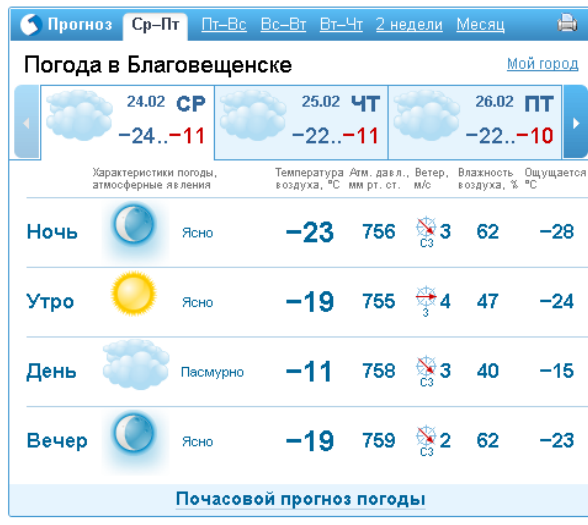 Прогноз Ср–Пт Пт–Вс Вс–Вт Вт–Чт 2 недели Месяц
Погода в Благовещенске Мой город
24.02 СР 25.02 ЧТ 26.02 ПТ
−24..−11 −22..−11 −22..−10
Характеристики погоды, Температура Атм. давл., Ветер, Влажность Ощущается
атмосферные явления воздуха, °C мм рт. ст. м/с воздуха, % °C
Ночь Ясно −23 756 СЗ 3 62 −28
Утро Ясно −19 755 З 4 47 −24
День Пасмурно −11 758 СЗ 3 40 −15
Вечер Ясно −19 759 СЗ 2 62 −23
Почасовой прогноз погоды